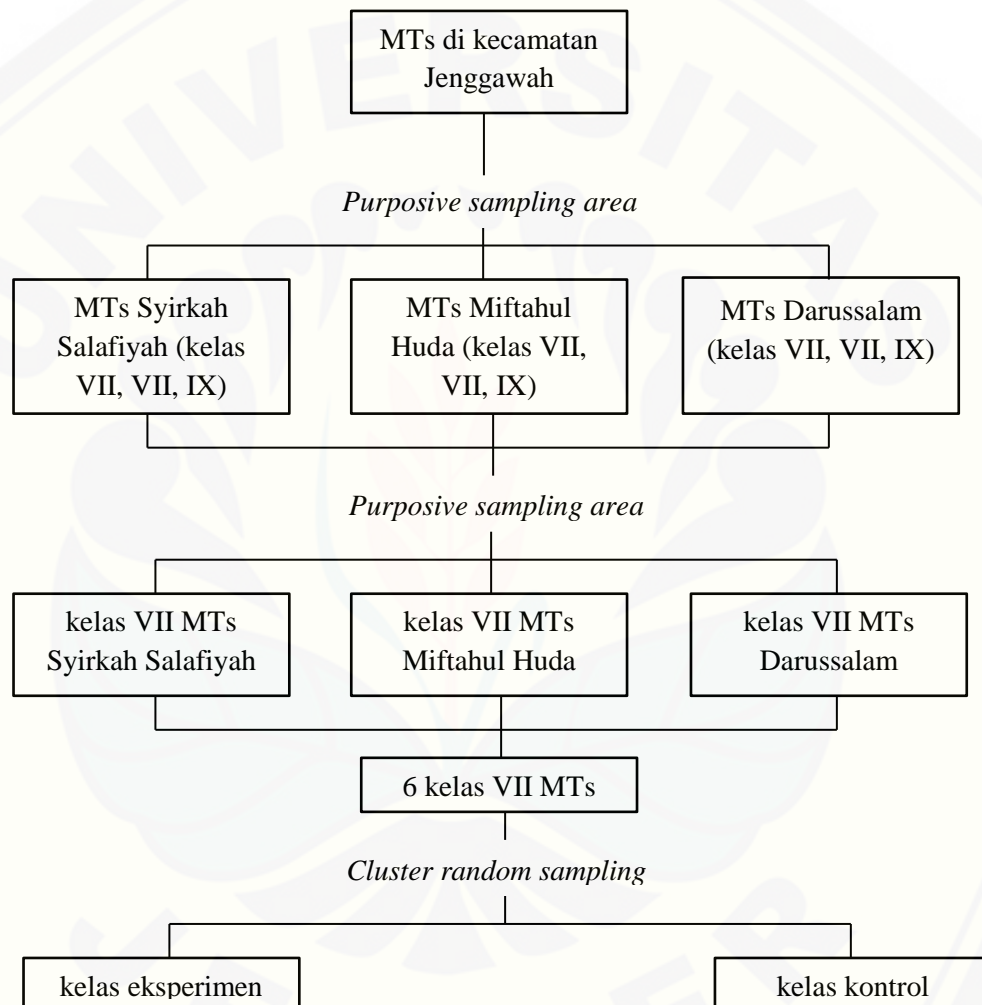 MTs di kecamatan
Jenggawah
Purposive sampling area
MTs Syirkah
Salafiyah (kelas
VII, VII, IX)
MTs Miftahul
Huda (kelas VII,
VII, IX)
MTs Darussalam
(kelas VII, VII, IX)
Purposive sampling area
kelas VII MTs
Syirkah Salafiyah
kelas VII MTs
Miftahul Huda
kelas VII MTs
Darussalam
6 kelas VII MTs
Cluster random sampling
kelas eksperimen
kelas kontrol
UNIVERSITAS